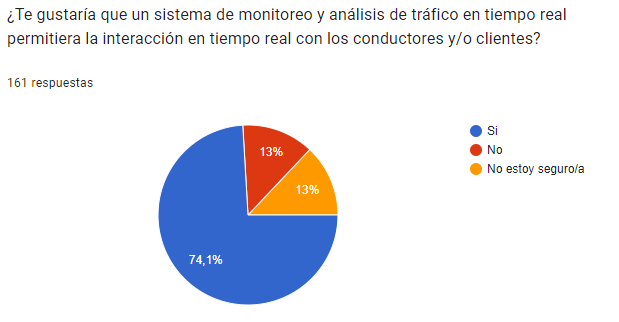 ¿Te gustaría que un sistema de monitoreo y análisis de tráfico en tiempo real
permitiera la interacción en tiempo real con los conductores y/o clientes?
161 respuestas
Si
No
No estoy seguro/a
13%
13%
74,1%